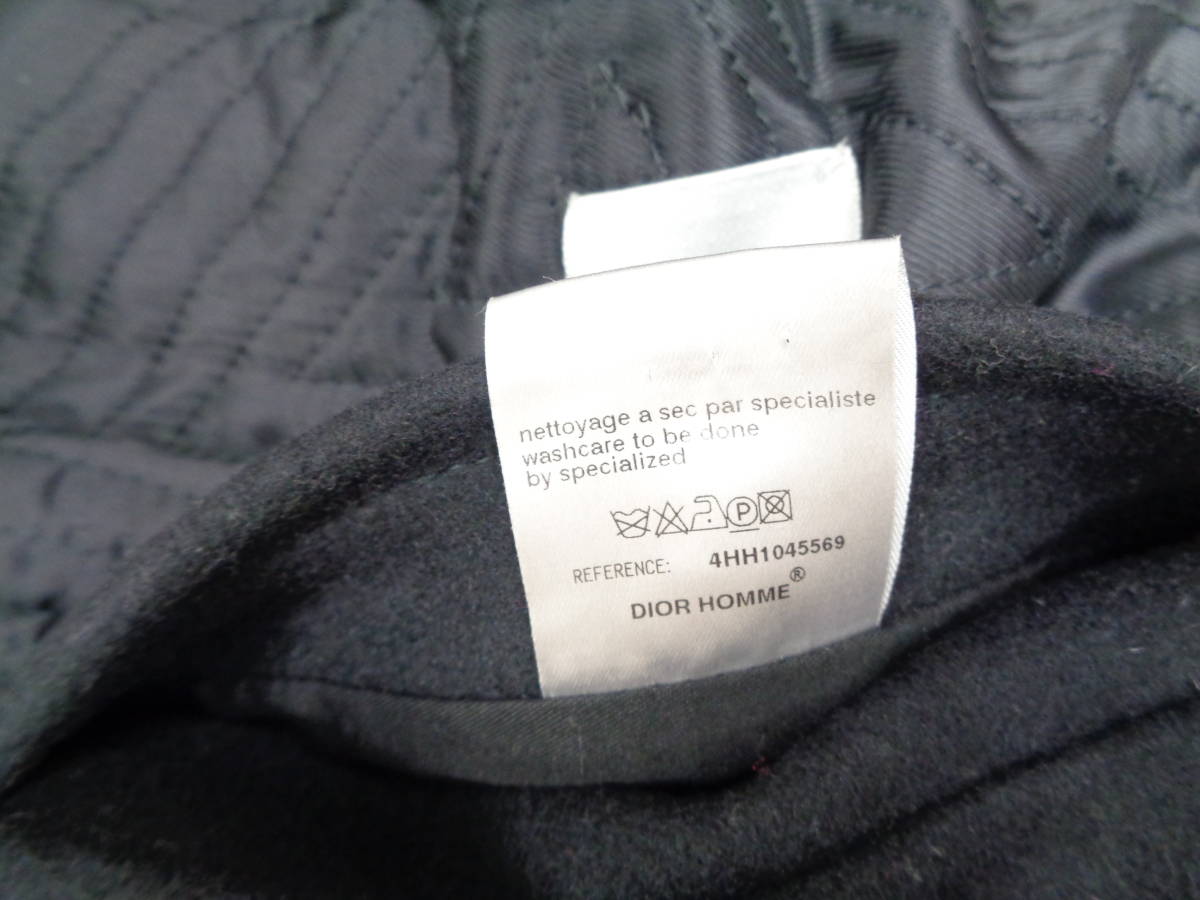 nettoyage a sec par specialiste
washcare to be done
by specialized
P
REFERENCE: 4HH1045569
DIOR HOMME®